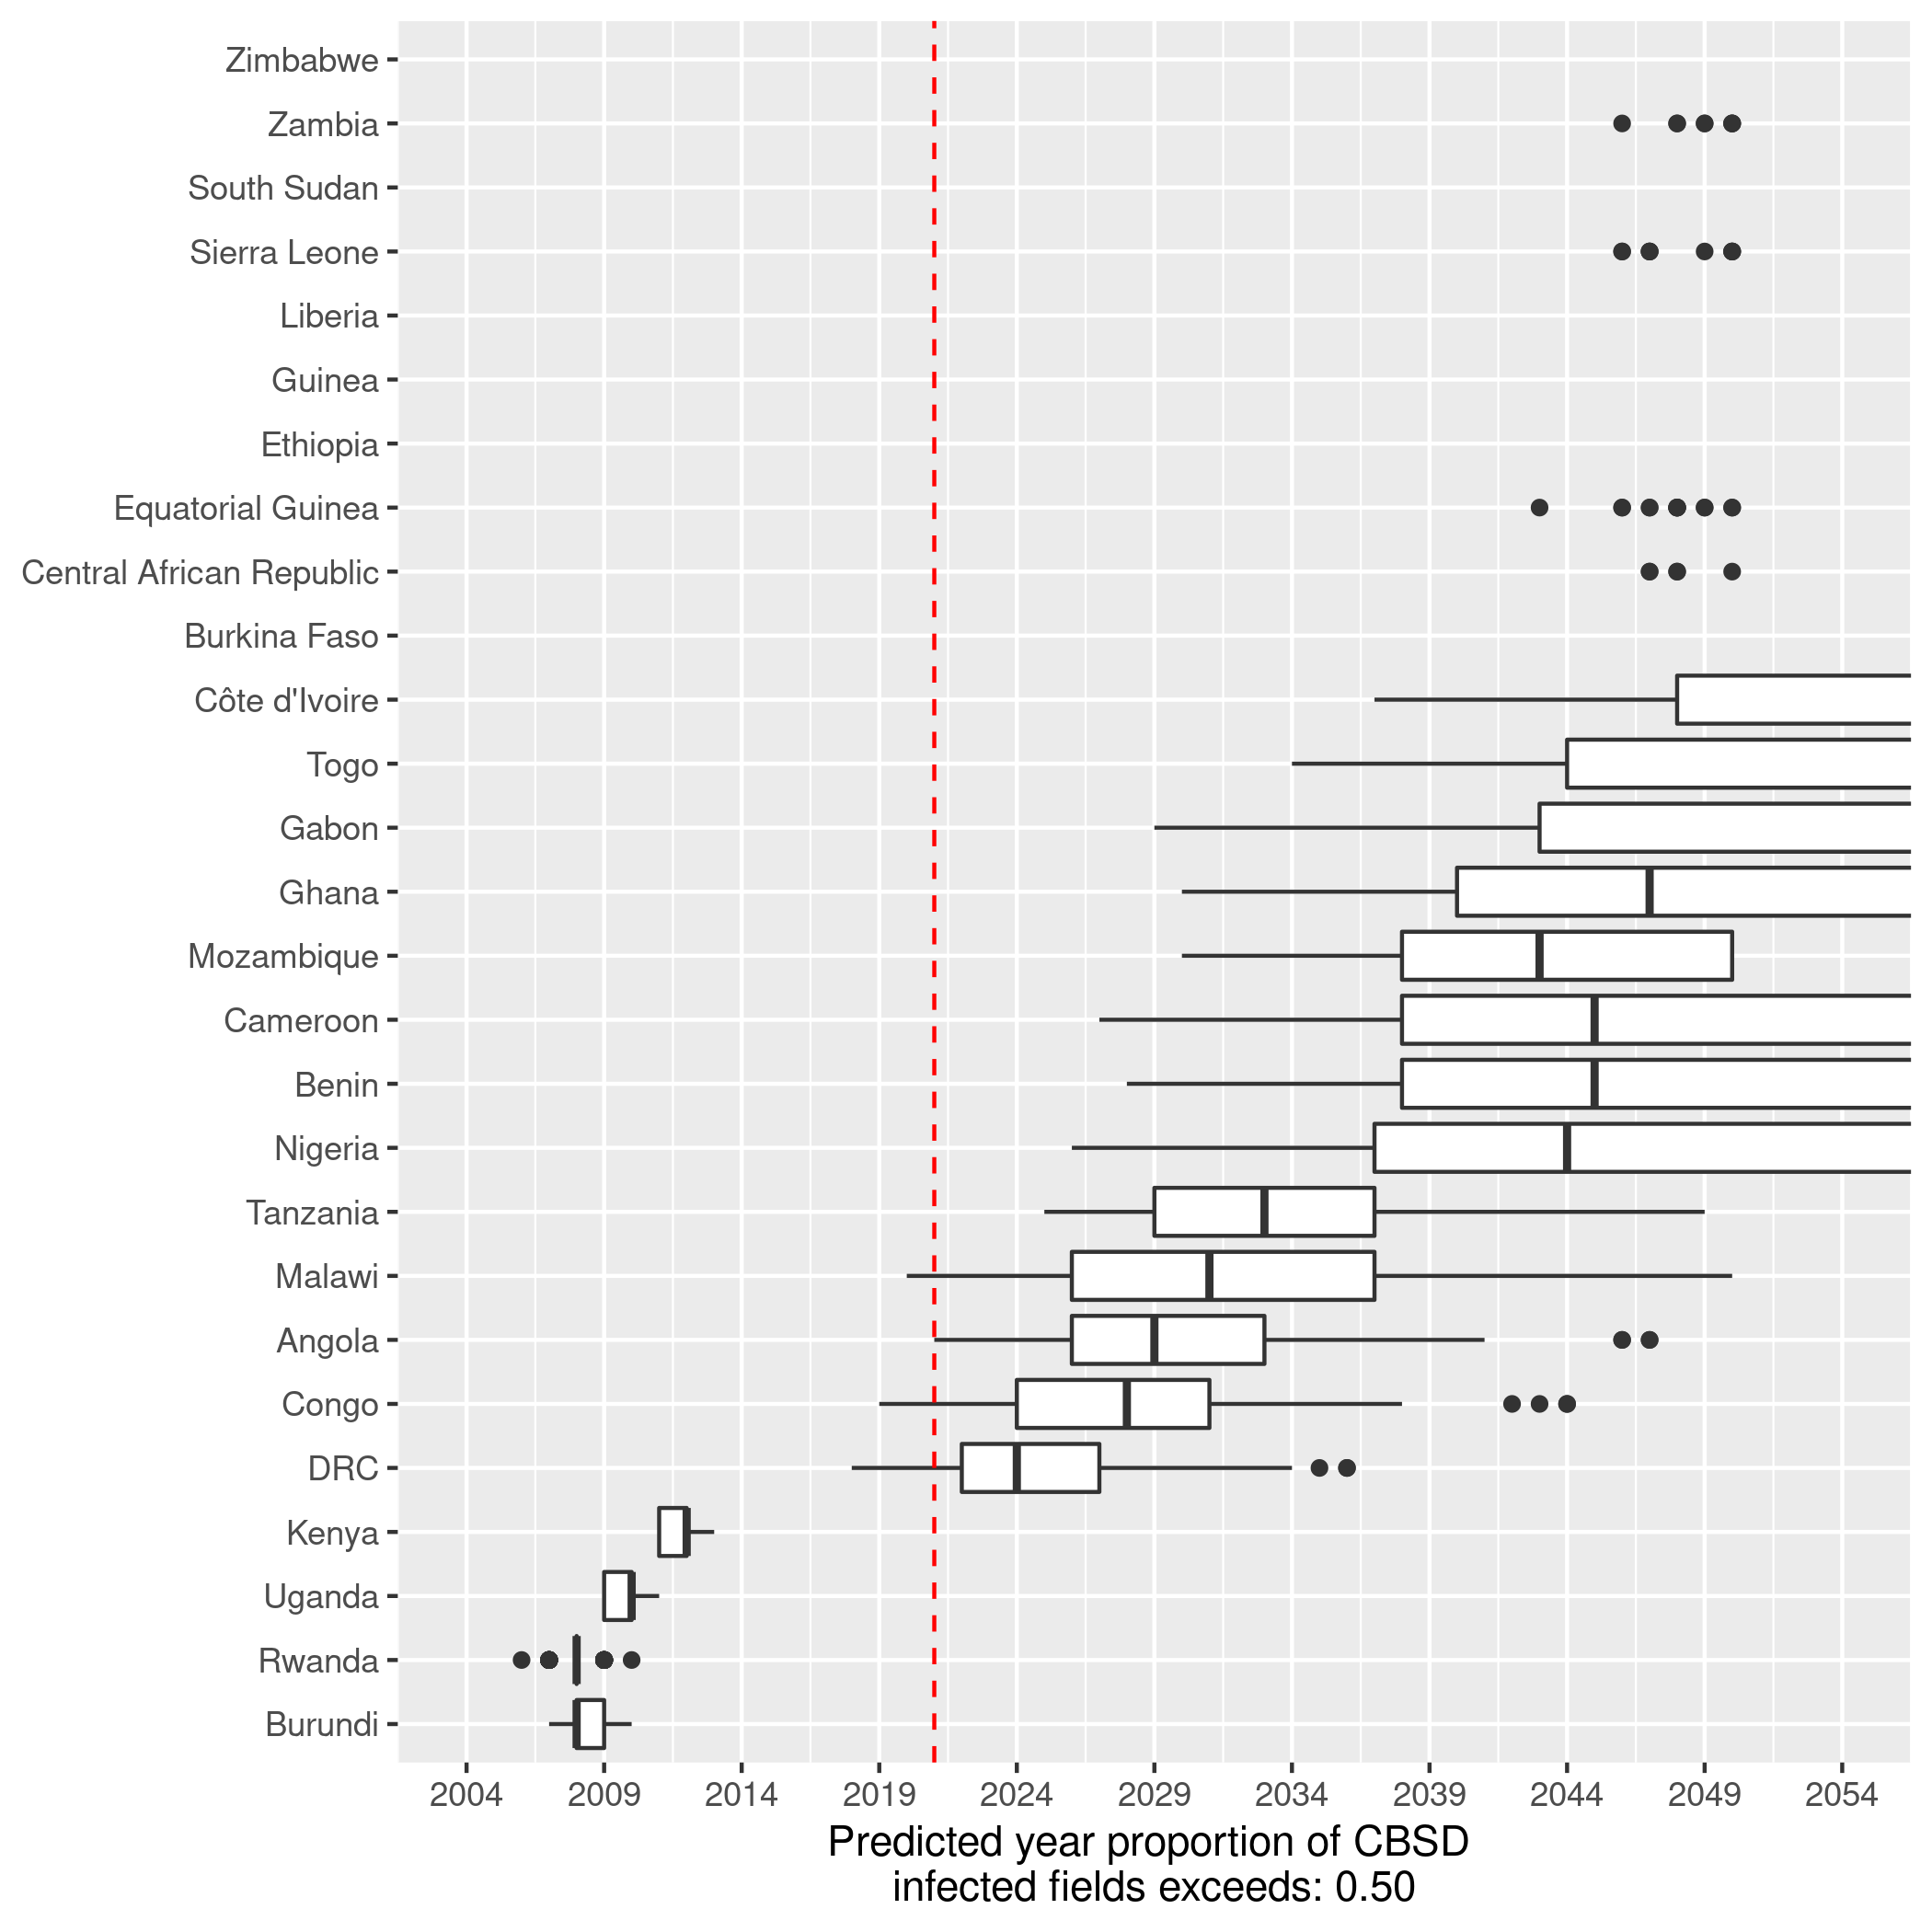 Zimbabwe
Zambia
South Sudan
Sierra Leone
Liberia
Guinea
Ethiopia
Equatorial Guinea
Central African Republic
Burkina Faso
Côte d'Ivoire
Togo
Gabon
Ghana
Mozambique
Cameroon
Benin
Nigeria
Tanzania
Malawi
Angola
Congo
DRC
Kenya
Uganda
Rwanda
Burundi
2004 2009 2014 2019 2024 2029 2034 2039 2044 2049 2054
Predicted year proportion of CBSD
infected fields exceeds: 0.50